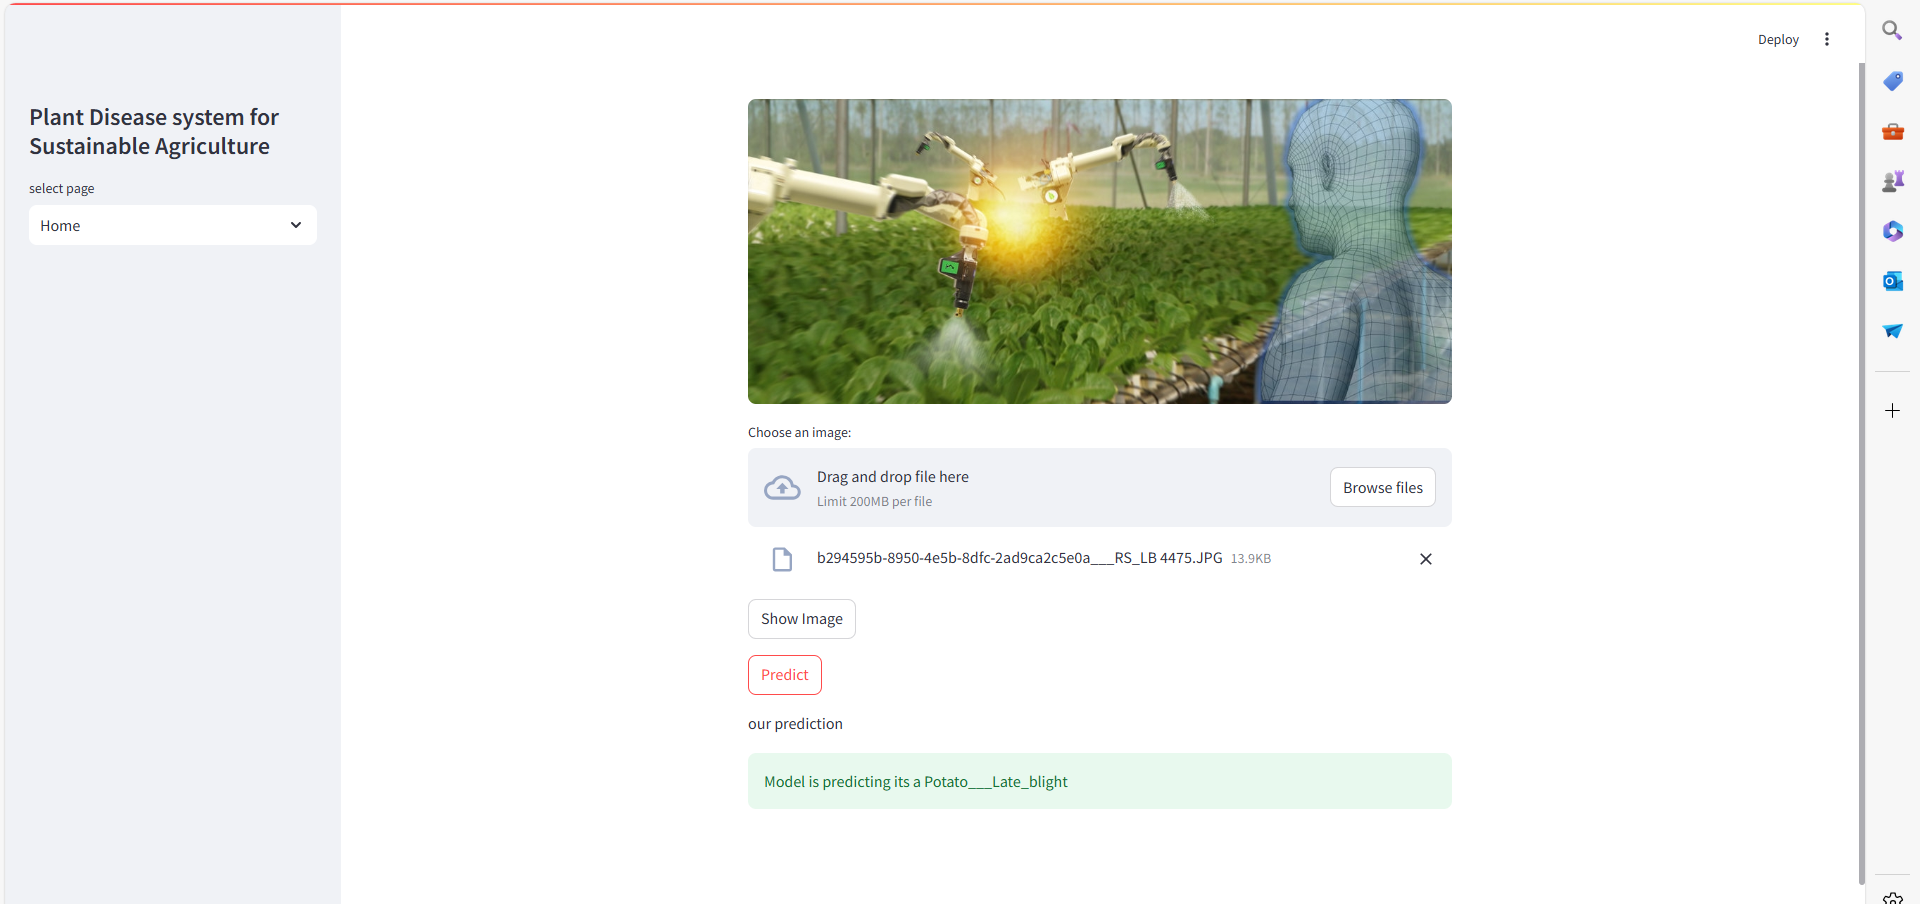 Deploy
Plant Disease system for
Sustainable Agriculture
select page
Home
Choose an image:
Drag and drop file here
Limit 200MB per file
Browse files
b294595b-8950-4e5b-8dfc-2ad9ca2c5e0a___RS_LB 4475.JPG 13.9KB
Show Image
Predict
our prediction
Model is predicting its a Potato___Late_blight